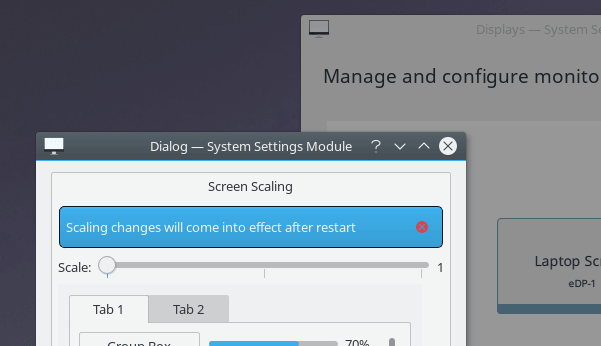 Displays — System Se
Manage and configure monito
Dialog — System Settings Module
Screen Scaling
Scaling changes will come into effect after restart
Scale:
1
Laptop Scr
eDP-1
Tab 1
Tab 2
Group Box
70%